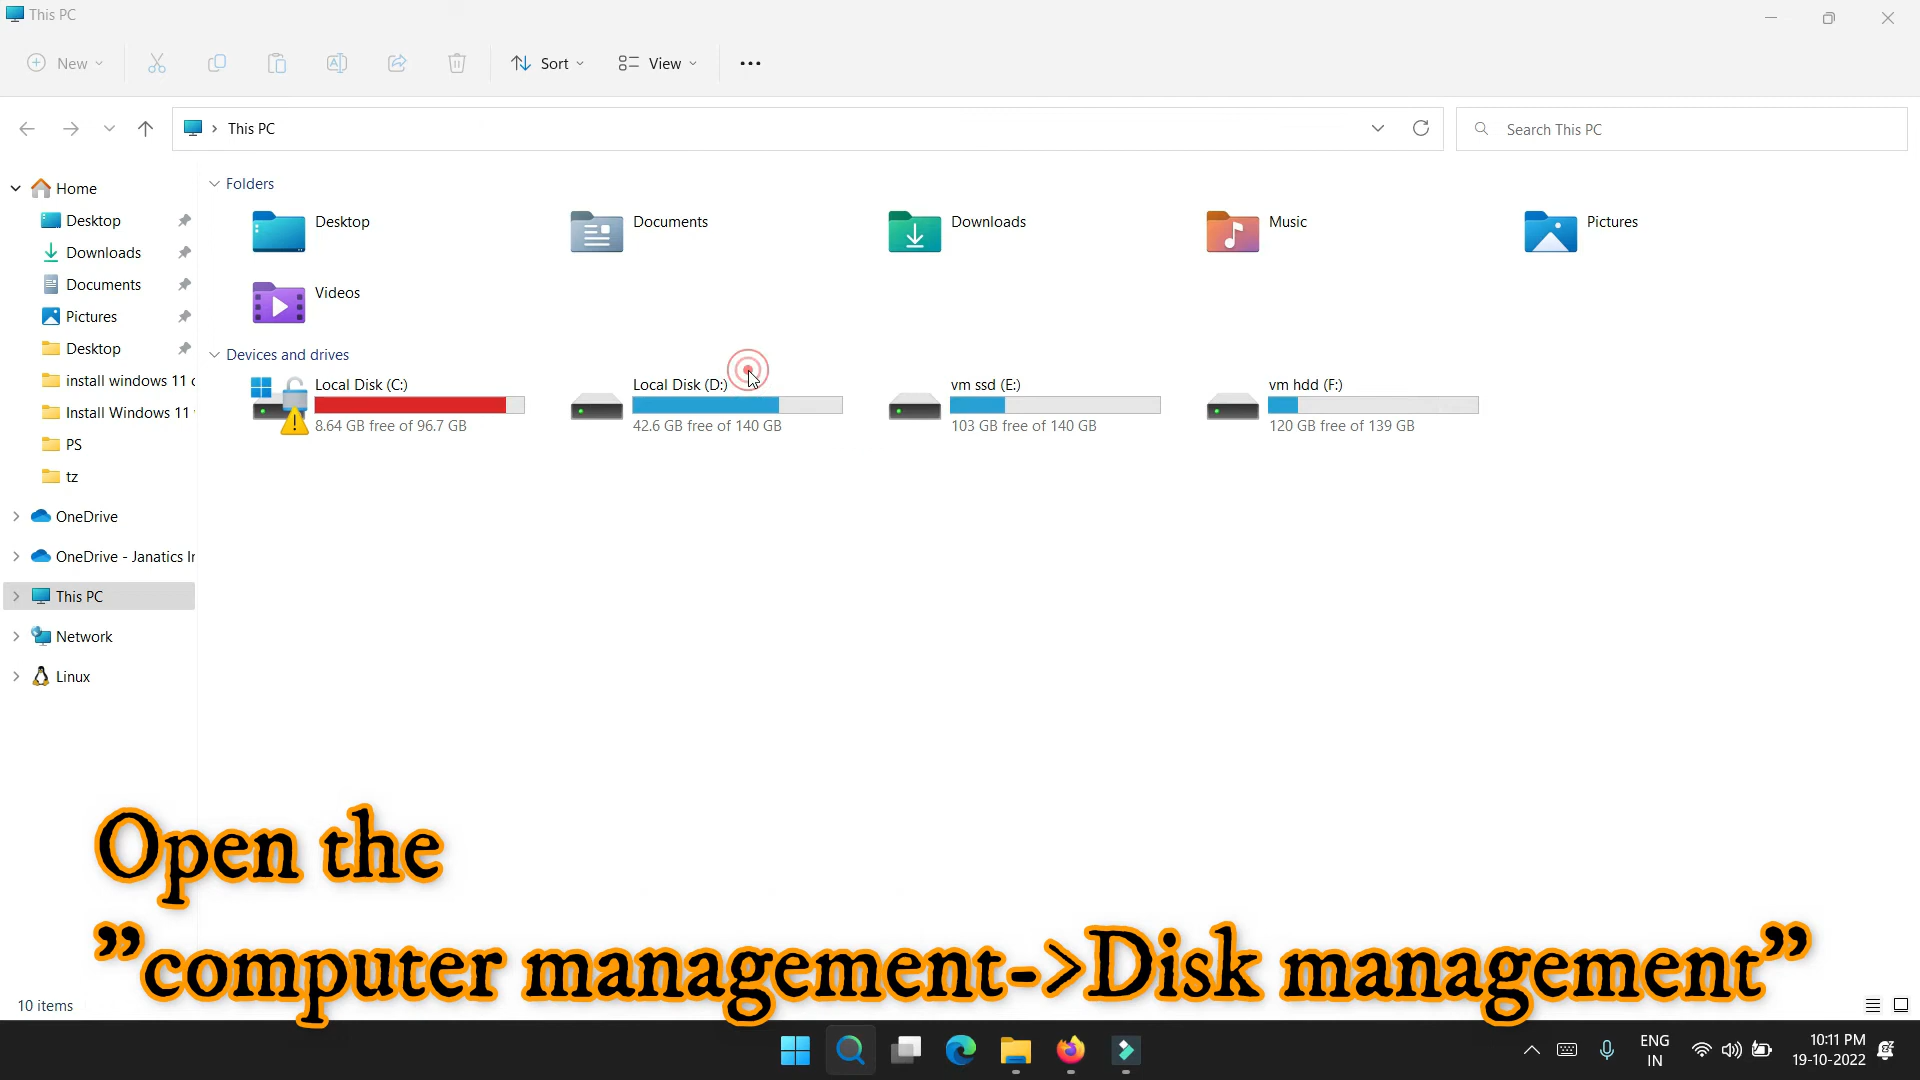 This PC
New
Sort
View
This PC
Search This PC
Home
Desktop
Downloads
Documents
Pictures
Desktop
install windows 11 c
Install Windows 11
PS
tz
OneDrive
OneDrive - Janatics Ir
This PC
Network
Linux
Folders
Desktop
Documents
Downloads
Music
Pictures
Videos
Devices and drives
Local Disk (C:)
8.64 GB free of 96.7 GB
Local Disk (D:)
42.6 GB free of 140 GB
vm ssd (E:)
103 GB free of 140 GB
vm hdd (F:)
120 GB free of 139 GB
Open the
”computer management->Disk management”
10 items
ENG
IN
10:11 PM
19-10-2022